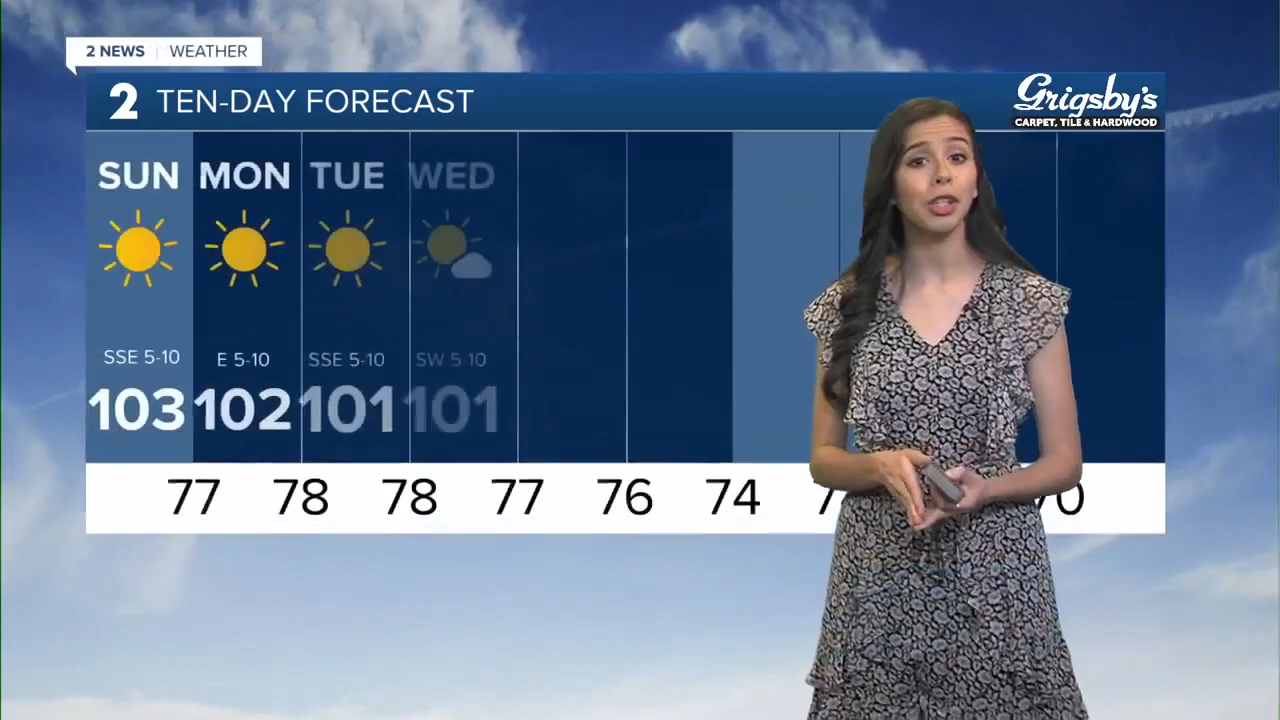 2 NEWS | WEATHER
2 TEN-DAY FORECAST
Grigsby's
CARPET, TILE & HARDWOOD
SUN MON TUE WED
SSE 5-10 E 5-10 SSE 5-10 SW 5-10
103 102 101 101
77 78 78 77 76 74